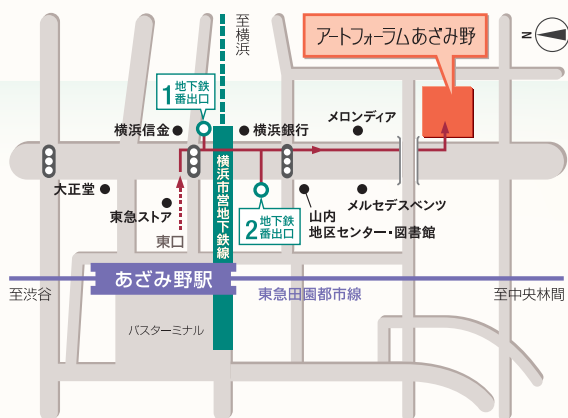 至横浜
アートフォーラムあざみ野
N
1 地下鉄
番出口
横浜信金
横浜銀行
メロンディア
横浜市営地下鉄線
大正堂
東急ストア
東口
2 地下鉄
番出口
山内
地区センター・図書館
メルセデスベンツ
あざみ野駅
至渋谷
東急田園都市線
至中央林間
バスターミナル